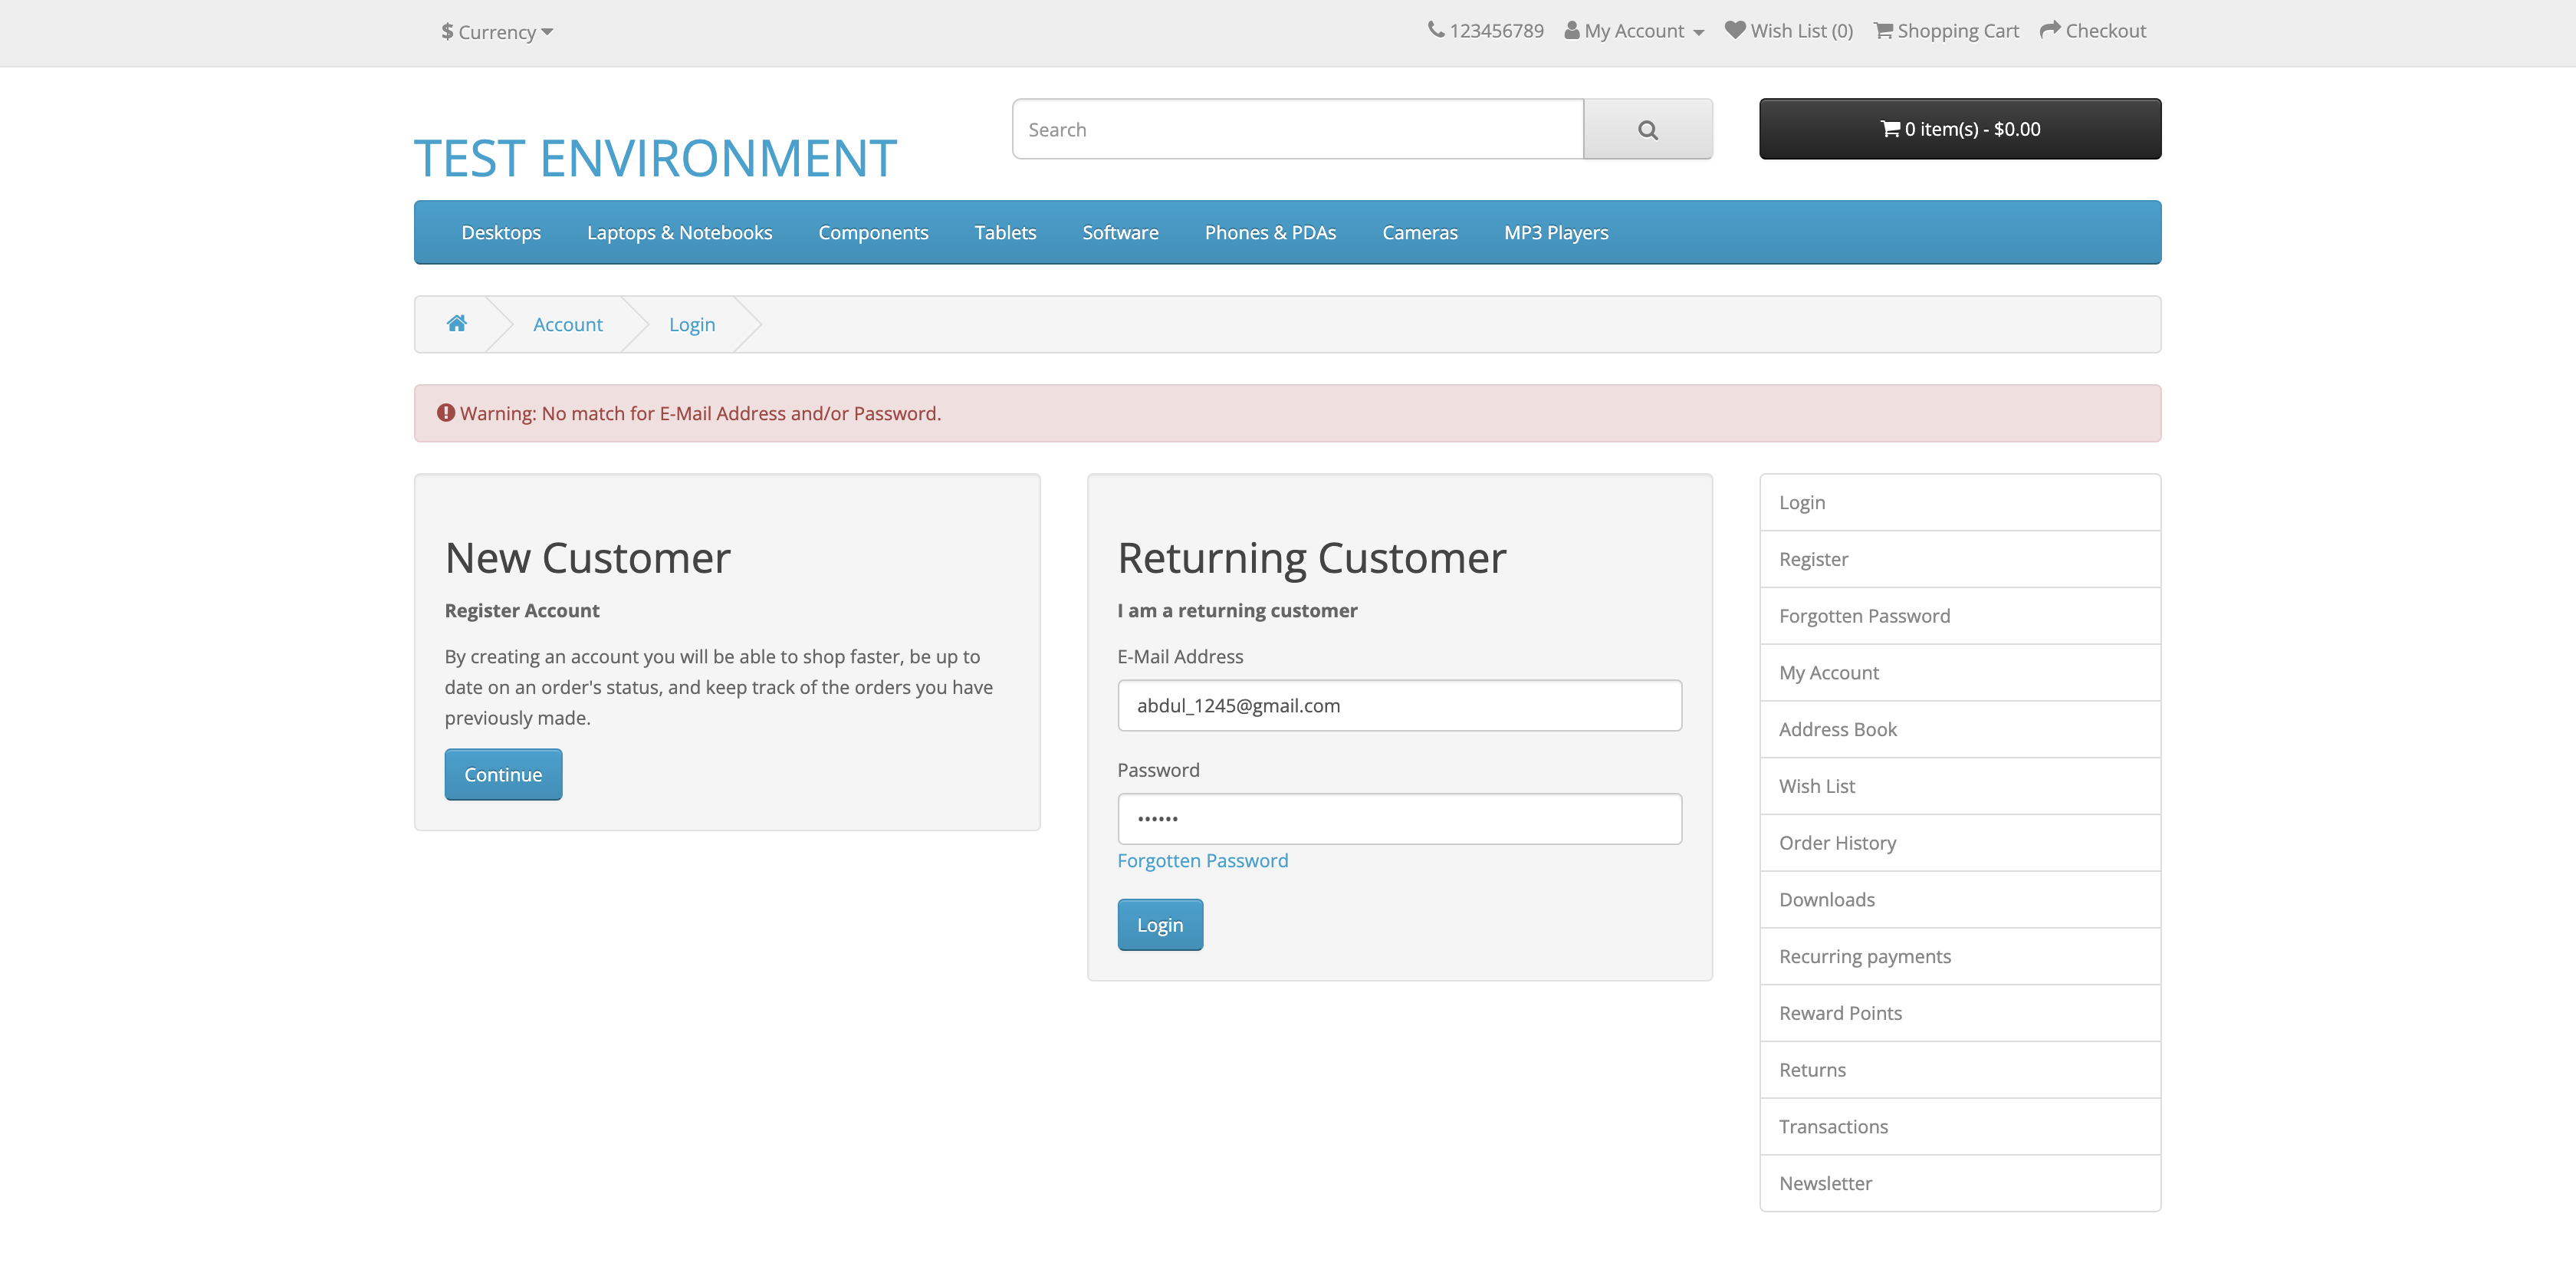 $ Currency
123456789 My Account Wish List (0) Shopping Cart Checkout
TEST ENVIRONMENT
Search
0 item(s) - $0.00
Desktops Laptops & Notebooks Components Tablets Software Phones & PDAs Cameras MP3 Players
Account Login
Warning: No match for E-Mail Address and/or Password.
New Customer
Register Account
By creating an account you will be able to shop faster, be up to
date on an order's status, and keep track of the orders you have
previously made.
Continue
Returning Customer
I am a returning customer
E-Mail Address
abdul_1245@gmail.com
Password
••••••
Forgotten Password
Login
Login
Register
Forgotten Password
My Account
Address Book
Wish List
Order History
Downloads
Recurring payments
Reward Points
Returns
Transactions
Newsletter